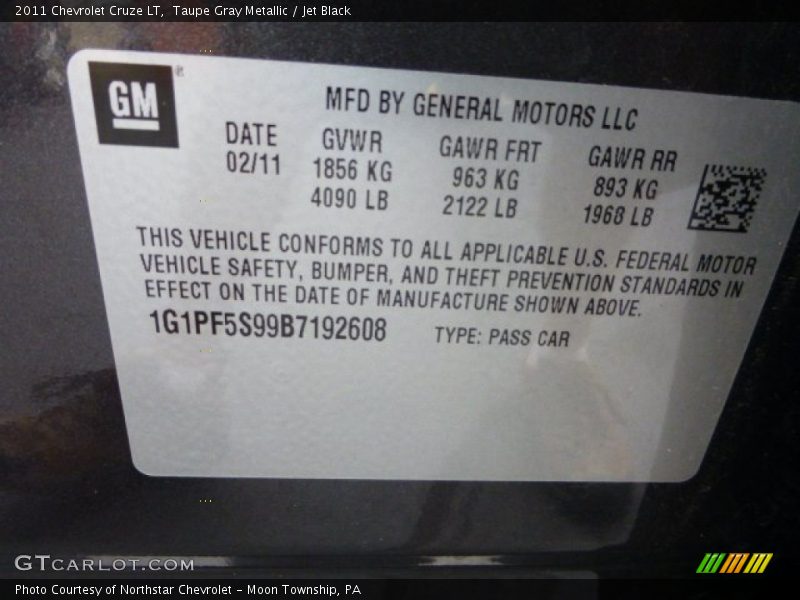 2011 Chevrolet Cruze LT,  Taupe Gray Metallic / Jet Black
GM
MFD BY GENERAL MOTORS LLC
DATE GVWR GAWR FRT GAWR RR
02/11 1856 KG 963 KG 893 KG
4090 LB 2122 LB 1968 LB
THIS VEHICLE CONFORMS TO ALL APPLICABLE U.S. FEDERAL MOTOR
VEHICLE SAFETY, BUMPER, AND THEFT PREVENTION STANDARDS IN
EFFECT ON THE DATE OF MANUFACTURE SHOWN ABOVE.
1G1PF5S99B7192608 TYPE: PASS CAR
GTCARLOT.COM
Photo Courtesy of Northstar Chevrolet - Moon Township, PA